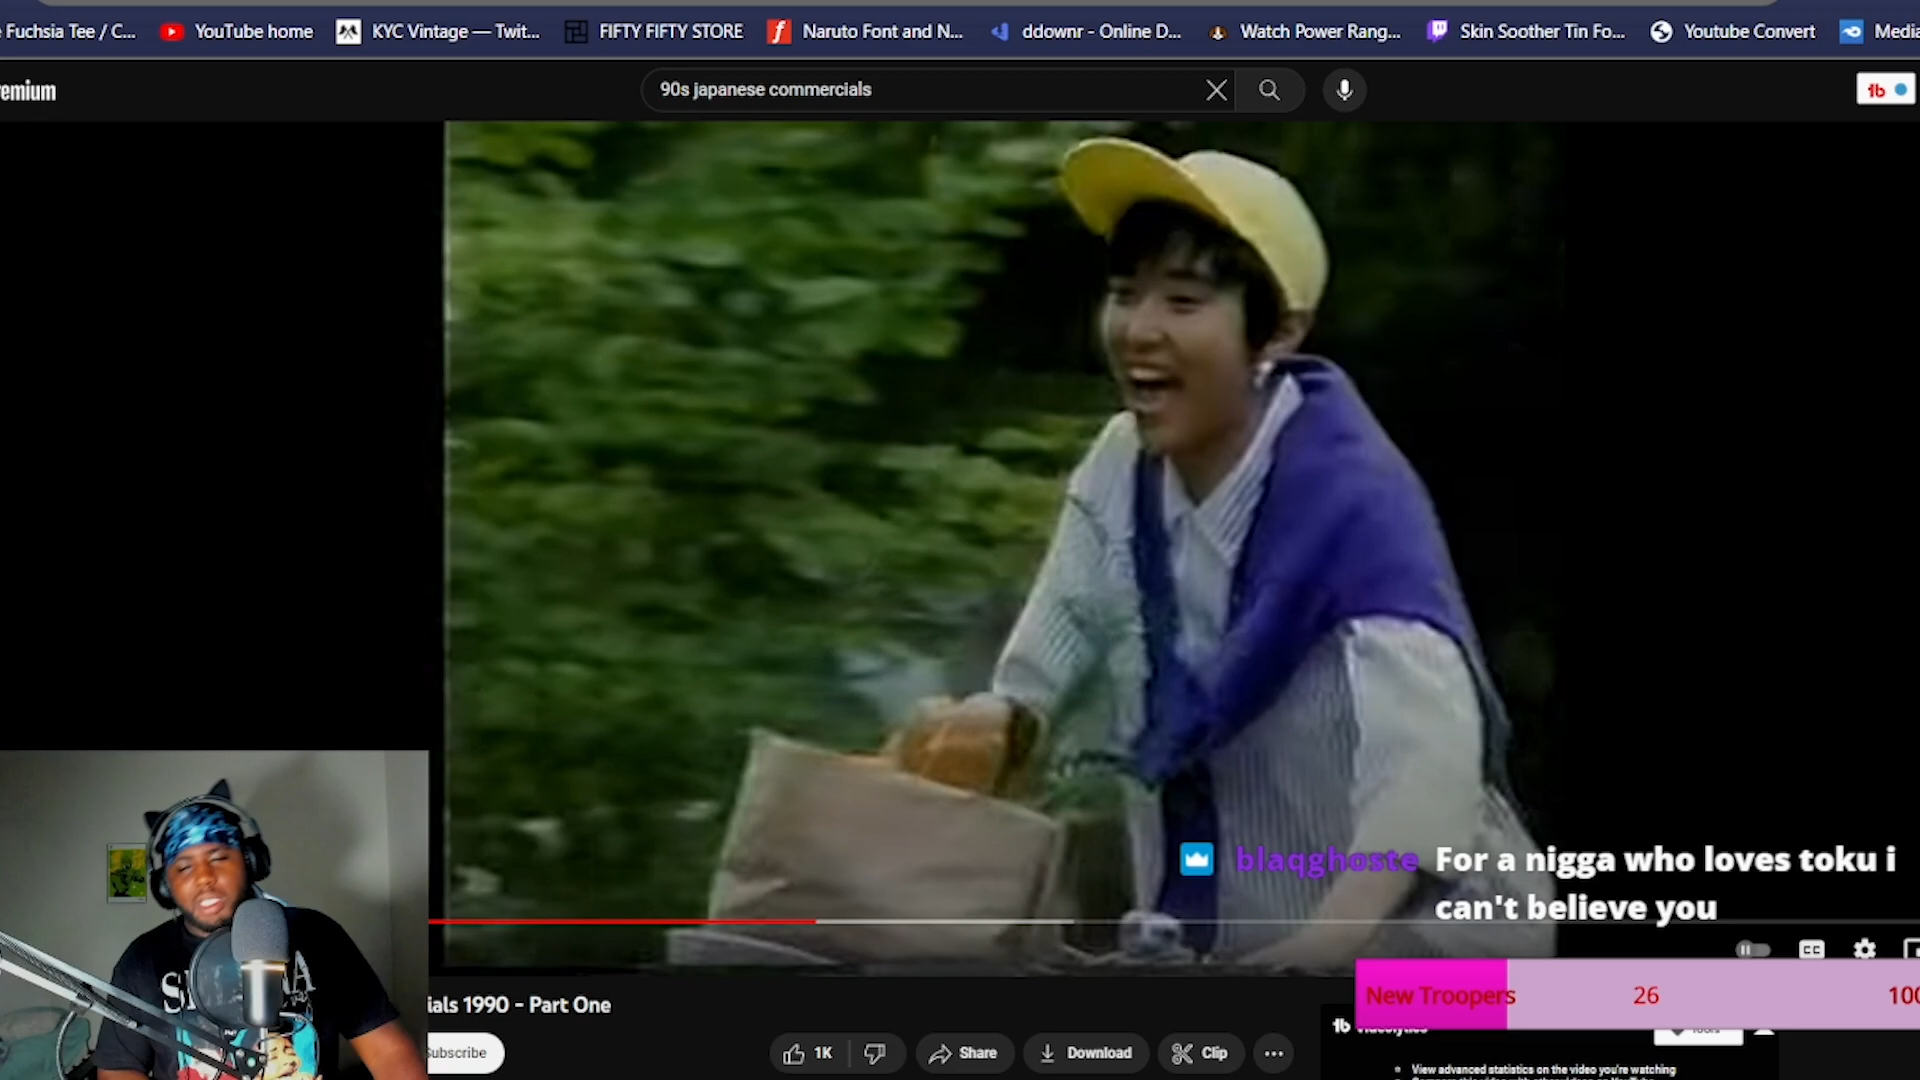 Fuchsia Tee / C...
YouTube home
KYC Vintage — Twit...
FIFTY FIFTY STORE
Naruto Font and N...
ddownr - Online D...
Watch Power Rang...
Skin Soother Tin Fo...
Youtube Convert
Media
emium
90s japanese commercials
blaqghoste For a nigga who loves toku i
can't believe you
CC
New Troopers 26 100
ials 1990 - Part One
ubscribe
1K
Share
Download
Clip
Tools
View advanced statistics on the video you're watching